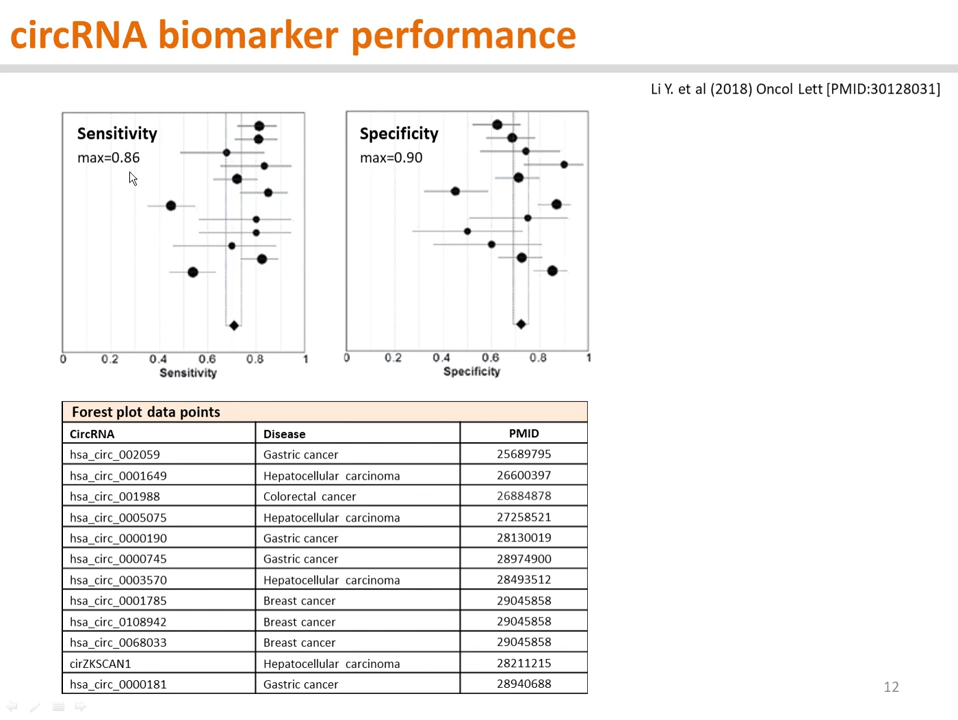 circRNA biomarker performance
Li Y. et al (2018) Oncol Lett [PMID:30128031]
Sensitivity
max=0.86
0 0.2 0.4 0.6 0.8 1
Sensitivity
Specificity
max=0.90
0 0.2 0.4 0.6 0.8 1
Specificity
Forest plot data points
CircRNA Disease PMID
hsa_circ_002059 Gastric cancer 25689795
hsa_circ_0001649 Hepatocellular carcinoma 26600397
hsa_circ_001988 Colorectal cancer 26884878
hsa_circ_0005075 Hepatocellular carcinoma 27258521
hsa_circ_0000190 Gastric cancer 28130019
hsa_circ_0000745 Gastric cancer 28974900
hsa_circ_0003570 Hepatocellular carcinoma 28493512
hsa_circ_0001785 Breast cancer 29045858
hsa_circ_0108942 Breast cancer 29045858
hsa_circ_0068033 Breast cancer 29045858
cirZKSCAN1 Hepatocellular carcinoma 28211215
hsa_circ_0000181 Gastric cancer 28940688
12